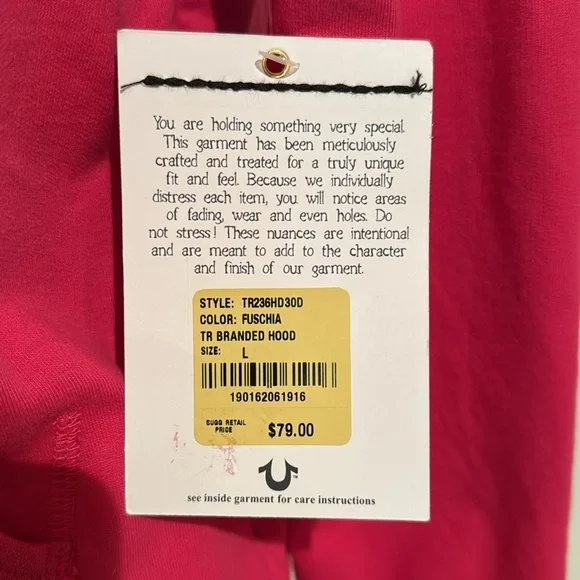 You are holding something very special.
This garment has been meticulously
crafted and treated for a truly unique
fit and feel. Because we individually
distress each item, you will notice areas
of fading, wear and even holes. Do
not stress! These nuances are intentional
and are meant to add to the character
and finish of our garment.
STYLE: TR236HD30D
COLOR: FUSCHIA
TR BRANDED HOOD
SIZE: L
190162061916
SUGG RETAIL
PRICE $79.00
TM
see inside garment for care instructions